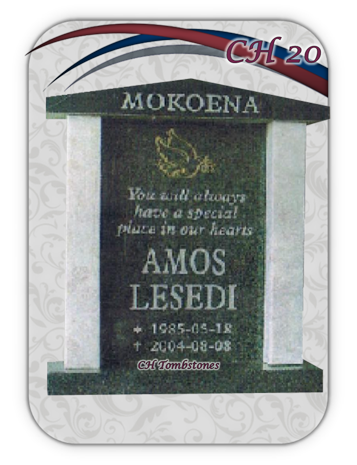 CH 20
MOKOENA
You will always
have a special
place in our hearts
AMOS
LESEDI
* 1985-05-18
† 2004-08-08
CH Tombstones